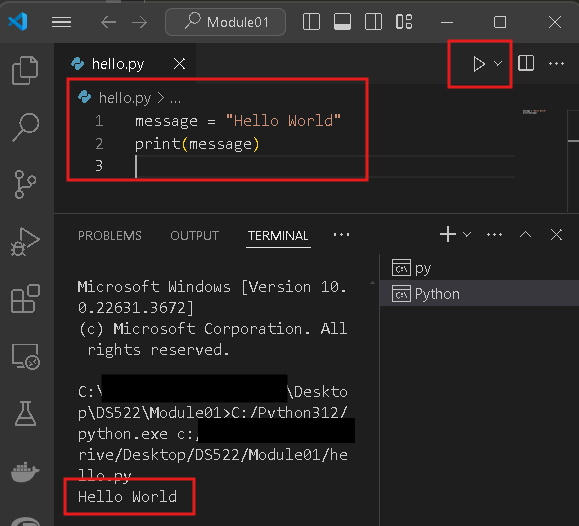 Module01
hello.py
hello.py > ...
1 message = "Hello World"
2 print(message)
3
PROBLEMS OUTPUT TERMINAL ...
py
Python
Microsoft Windows [Version 10.
0.22631.3672]
(c) Microsoft Corporation. All
rights reserved.
C:\ \Deskto
p\DS522\Module01>C:/Python312/
python.exe c:/
rive/Desktop/DS522/Module01/he
llo.py
Hello World